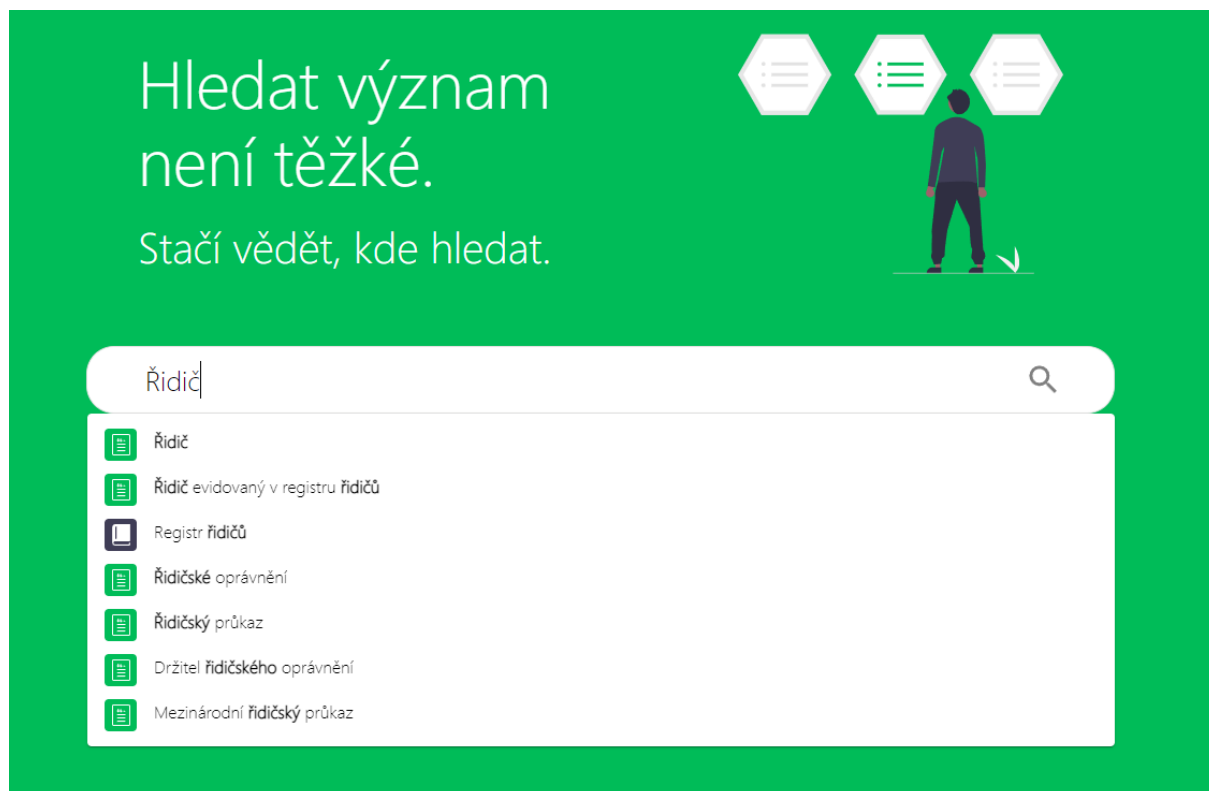 Hledat význam
není těžké.
Stačí vědět, kde hledat.
Řidič
Řidič
Řidič evidovaný v registru řidičů
Registr řidičů
Řidičské oprávnění
Řidičský průkaz
Držitel řidičského oprávnění
Mezinárodní řidičský průkaz